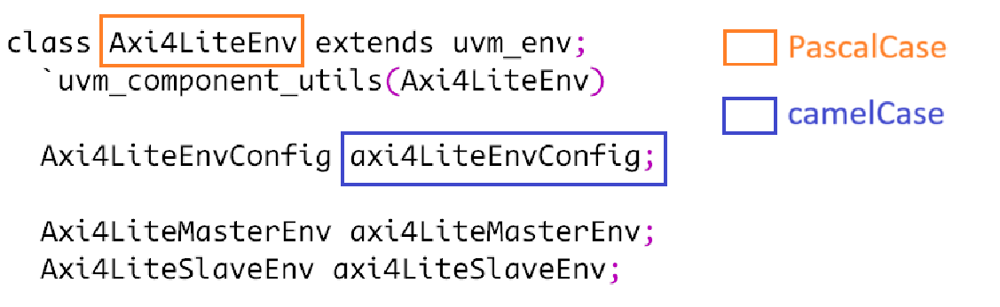 class Axi4LiteEnv extends uvm_env;
`uvm_component_utils(Axi4LiteEnv)
Axi4LiteEnvConfig axi4LiteEnvConfig;
Axi4LiteMasterEnv axi4LiteMasterEnv;
Axi4LiteSlaveEnv axi4LiteSlaveEnv;
PascalCase
camelCase